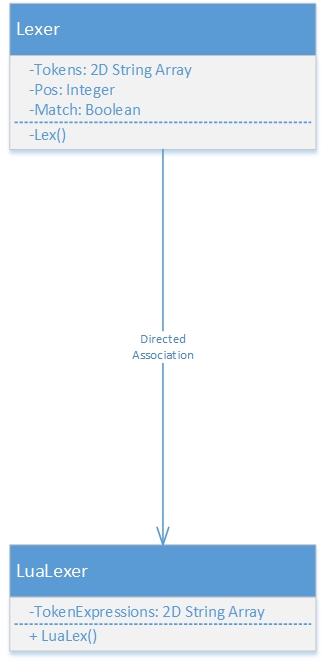 Lexer
-Tokens: 2D String Array
-Pos: Integer
-Match: Boolean
-Lex()
Directed
Association
LuaLexer
-TokenExpressions: 2D String Array
+ LuaLex()